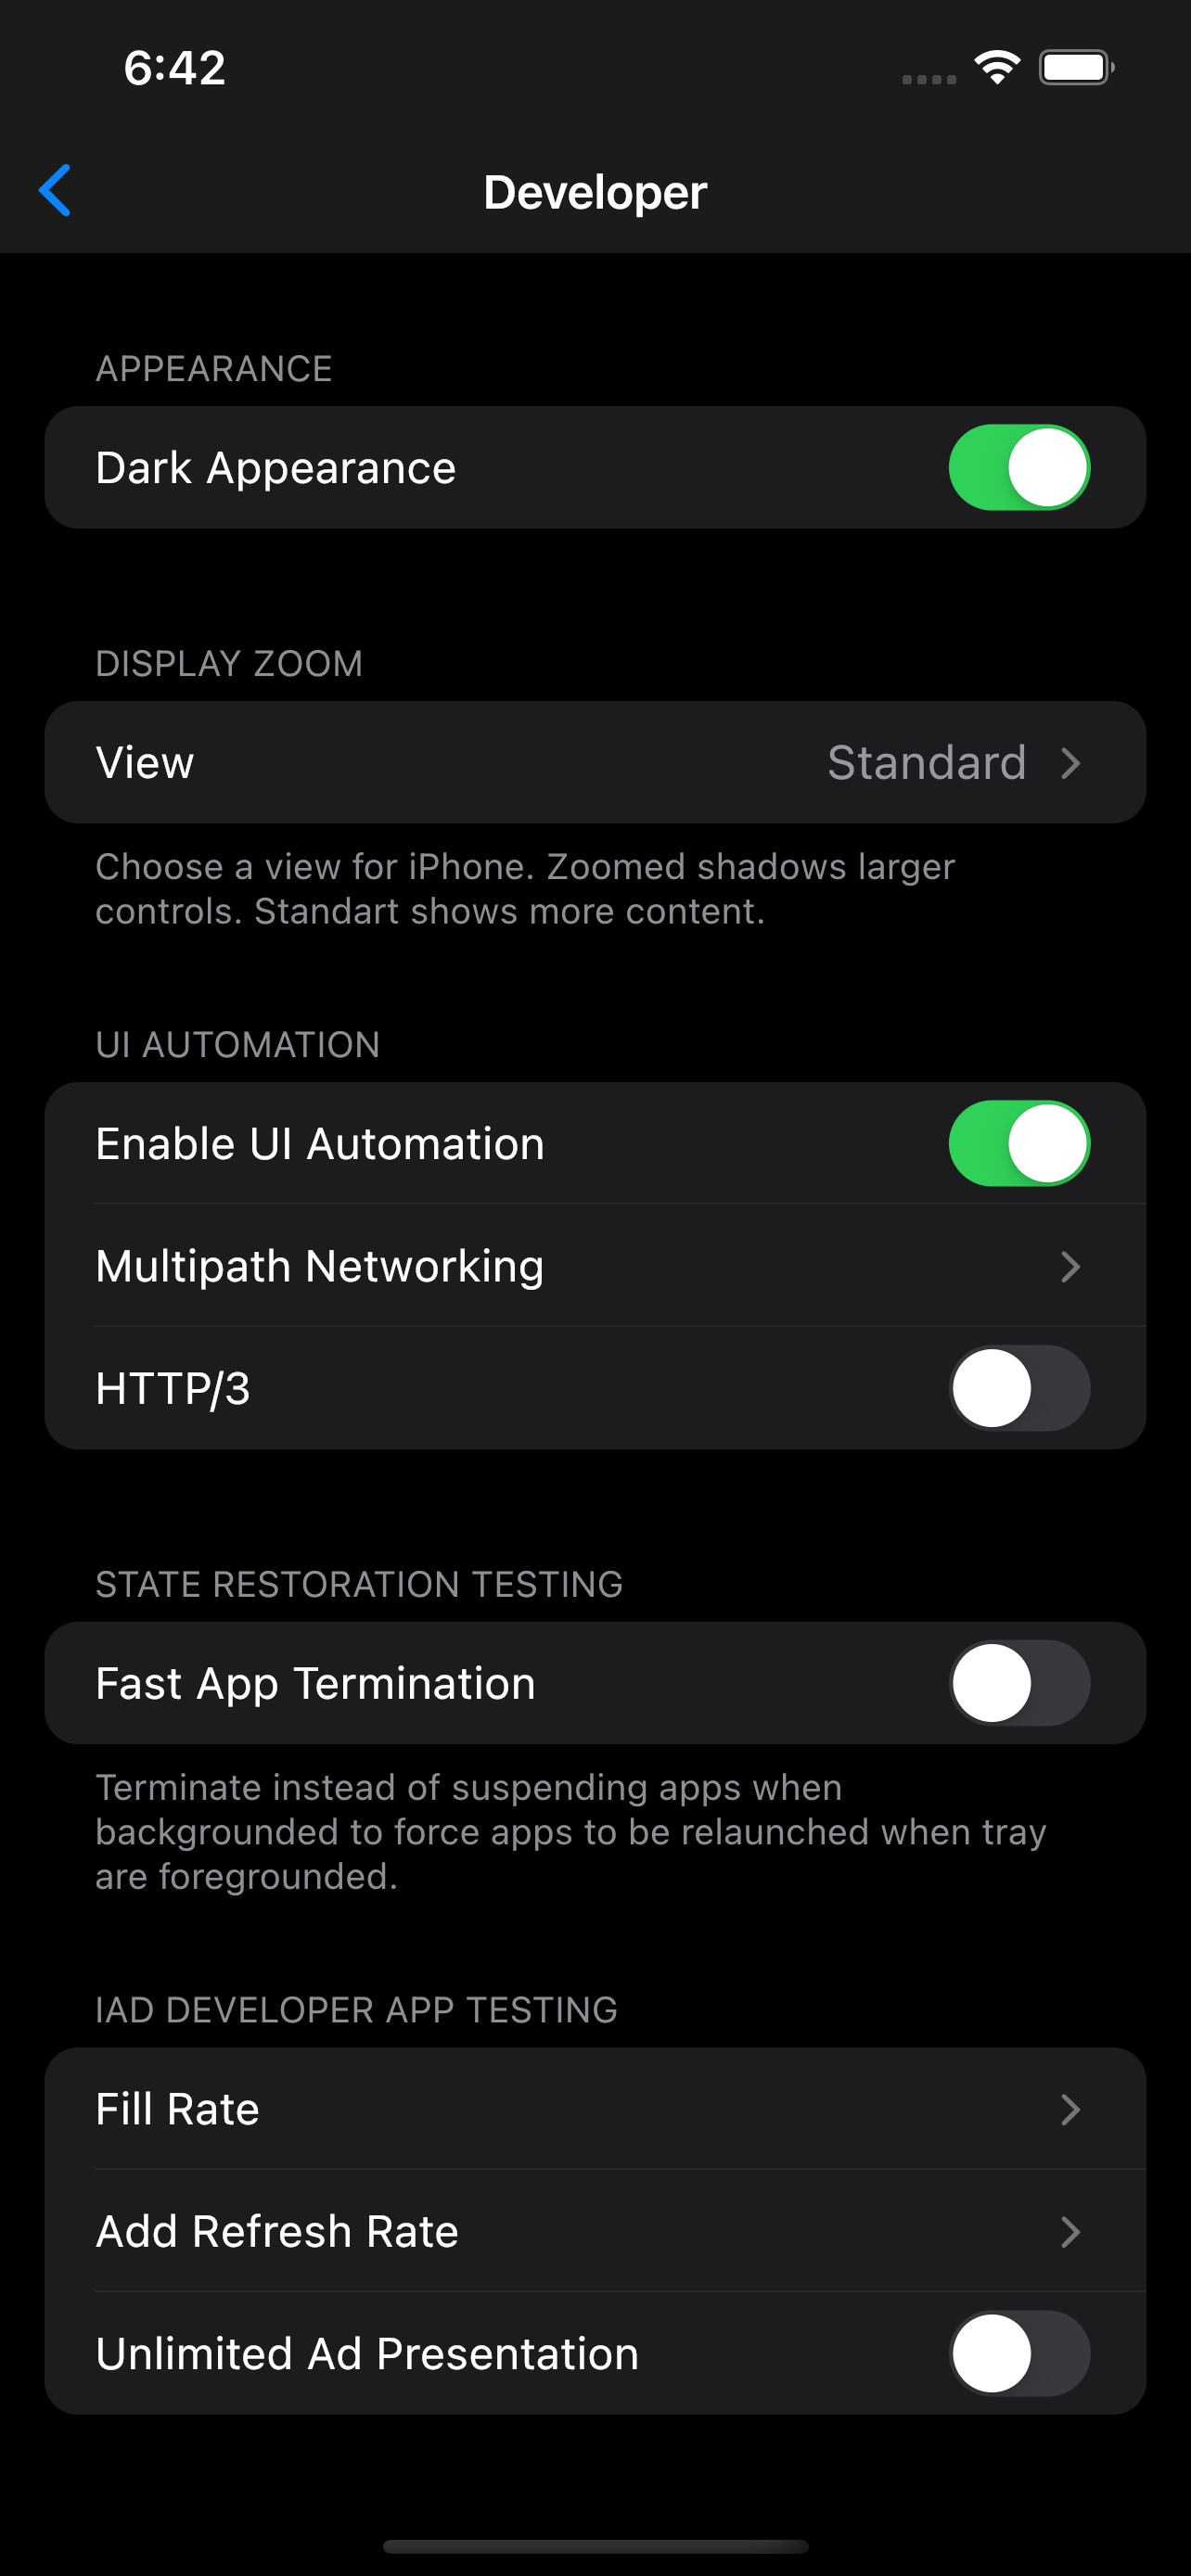 6:42
Developer
APPEARANCE
Dark Appearance
DISPLAY ZOOM
View Standard
Choose a view for iPhone. Zoomed shadows larger
controls. Standart shows more content.
UI AUTOMATION
Enable UI Automation
Multipath Networking
HTTP/3
STATE RESTORATION TESTING
Fast App Termination
Terminate instead of suspending apps when
backgrounded to force apps to be relaunched when tray
are foregrounded.
IAD DEVELOPER APP TESTING
Fill Rate
Add Refresh Rate
Unlimited Ad Presentation